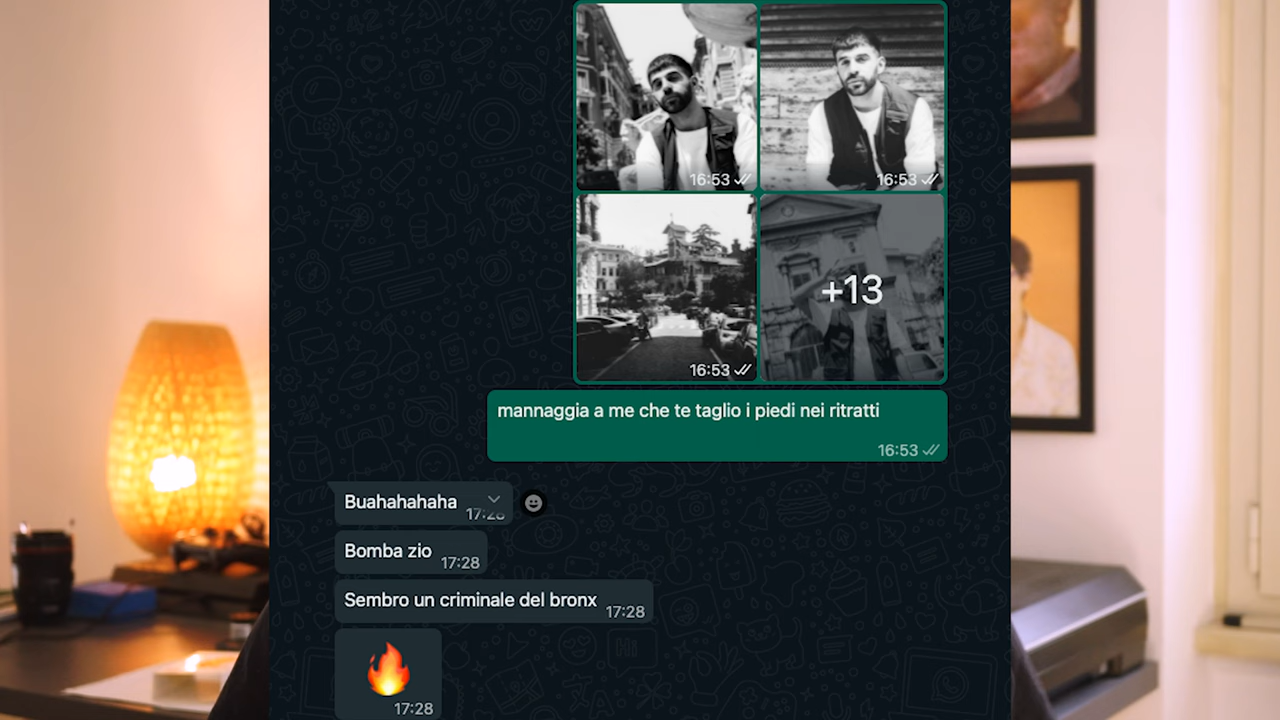 16:53
16:53
16:53
+13
mannaggia a me che te taglio i piedi nei ritratti
16:53
Buahahahaha
17:28
Bomba zio 17:28
Sembro un criminale del bronx 17:28
🔥
17:28